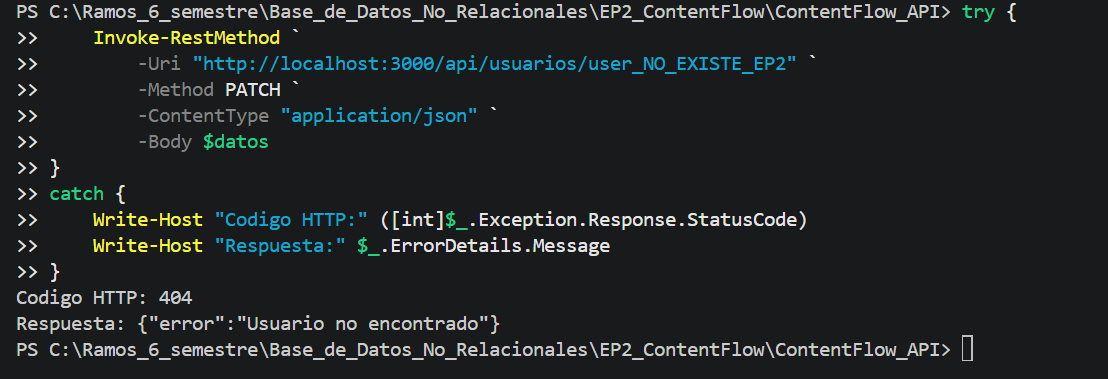 PS C:\Ramos_6_semestre\Base_de_Datos_No_Relacionales\EP2_ContentFlow\ContentFlow_API> try {
>>     Invoke-RestMethod `
>>         -Uri "http://localhost:3000/api/usuarios/user_NO_EXISTE_EP2" `
>>         -Method PATCH `
>>         -ContentType "application/json" `
>>         -Body $datos
>> }
>> catch {
>>     Write-Host "Codigo HTTP:" ([int]$_.Exception.Response.StatusCode)
>>     Write-Host "Respuesta:" $_.ErrorDetails.Message
>> }
Codigo HTTP: 404
Respuesta: {"error":"Usuario no encontrado"}
PS C:\Ramos_6_semestre\Base_de_Datos_No_Relacionales\EP2_ContentFlow\ContentFlow_API>